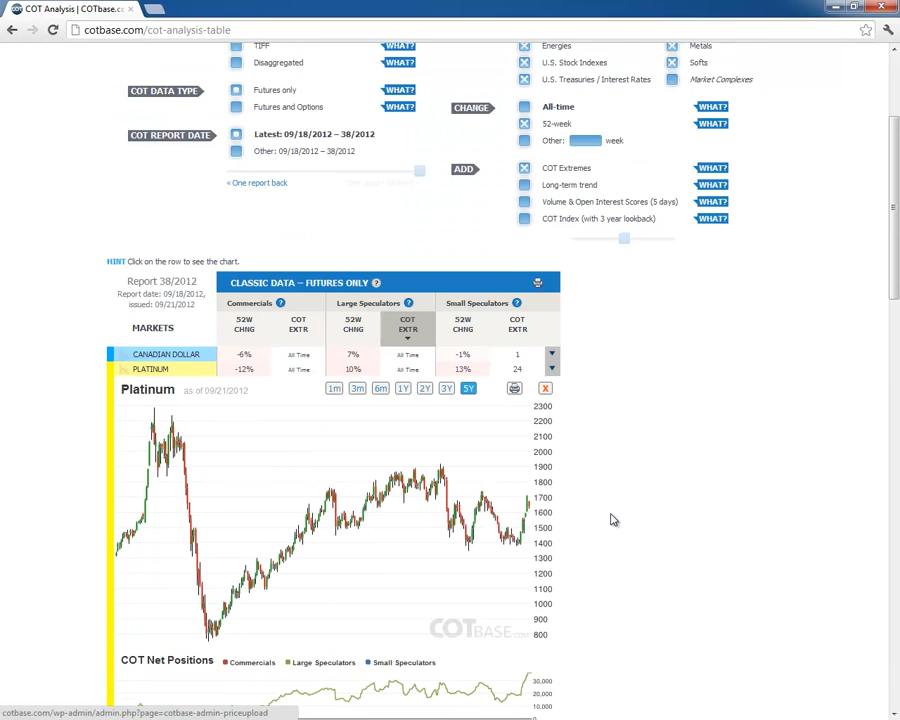 COT Analysis | COTbase.cc
cotbase.com/cot-analysis-table
TIFF WHAT?
Disaggregated WHAT?
COT DATA TYPE
Futures only WHAT?
Futures and Options WHAT?
COT REPORT DATE
Latest: 09/18/2012 – 38/2012
Other: 09/18/2012 – 38/2012
« One report back
Energies Metals
U.S. Stock Indexes Softs
U.S. Treasuries / Interest Rates Market Complexes
CHANGE
All-time WHAT?
52-week WHAT?
Other: week
ADD
COT Extremes WHAT?
Long-term trend WHAT?
Volume & Open Interest Scores (5 days) WHAT?
COT Index (with 3 year lookback) WHAT?
HINT Click on the row to see the chart.
Report 38/2012
Report date: 09/18/2012,
issued: 09/21/2012
MARKETS
CLASSIC DATA – FUTURES ONLY ?
Commercials ? Large Speculators ? Small Speculators ?
52W CHNG COT EXTR 52W CHNG COT EXTR 52W CHNG COT EXTR
CANADIAN DOLLAR -6% All Time 7% All Time -1% 1
PLATINUM -12% All Time 10% All Time 13% 24
Platinum as of 09/21/2012
1m 3m 6m 1Y 2Y 3Y 5Y X
2300
2200
2100
2000
1900
1800
1700
1600
1500
1400
1300
1200
1100
1000
900
800
COTBASE.COM
COT Net Positions Commercials Large Speculators Small Speculators
30,000
20,000
10,000
0
cotbase.com/wp-admin/admin.php?page=cotbase-admin-priceupload